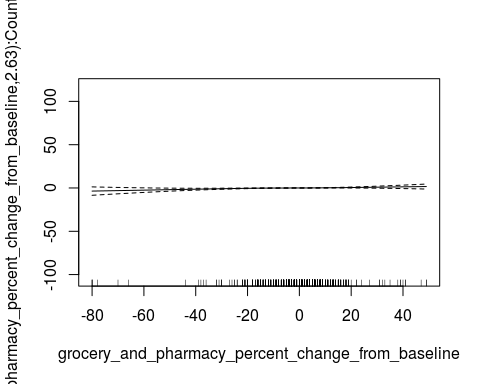 pharmacy_percent_change_from_baseline,2.63):Count
100
50
0
-50
-100
-80 -60 -40 -20 0 20 40
grocery_and_pharmacy_percent_change_from_baseline